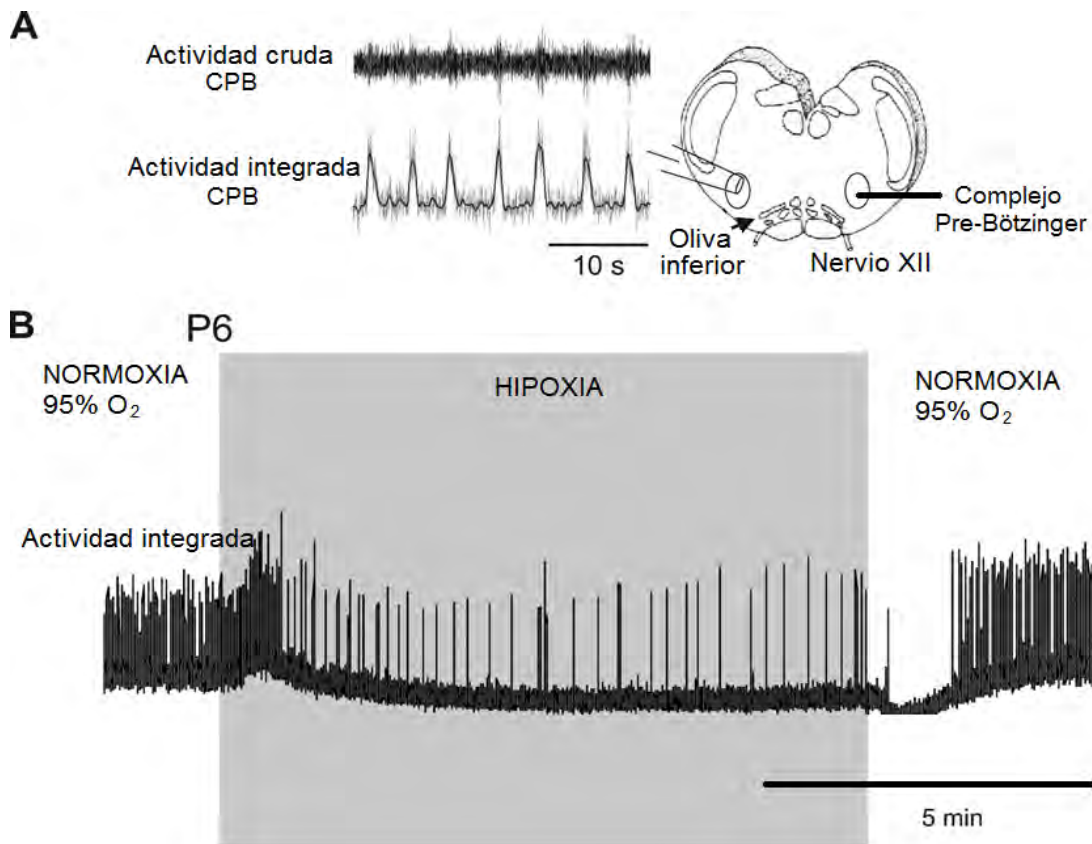 A
Actividad cruda
CPB
Actividad integrada
CPB
10 s
Oliva
inferior
Nervio XII
Complejo
Pre-Bötzinger
B
P6
NORMOXIA
95% O₂
HIPOXIA
NORMOXIA
95% O₂
Actividad integrada
5 min